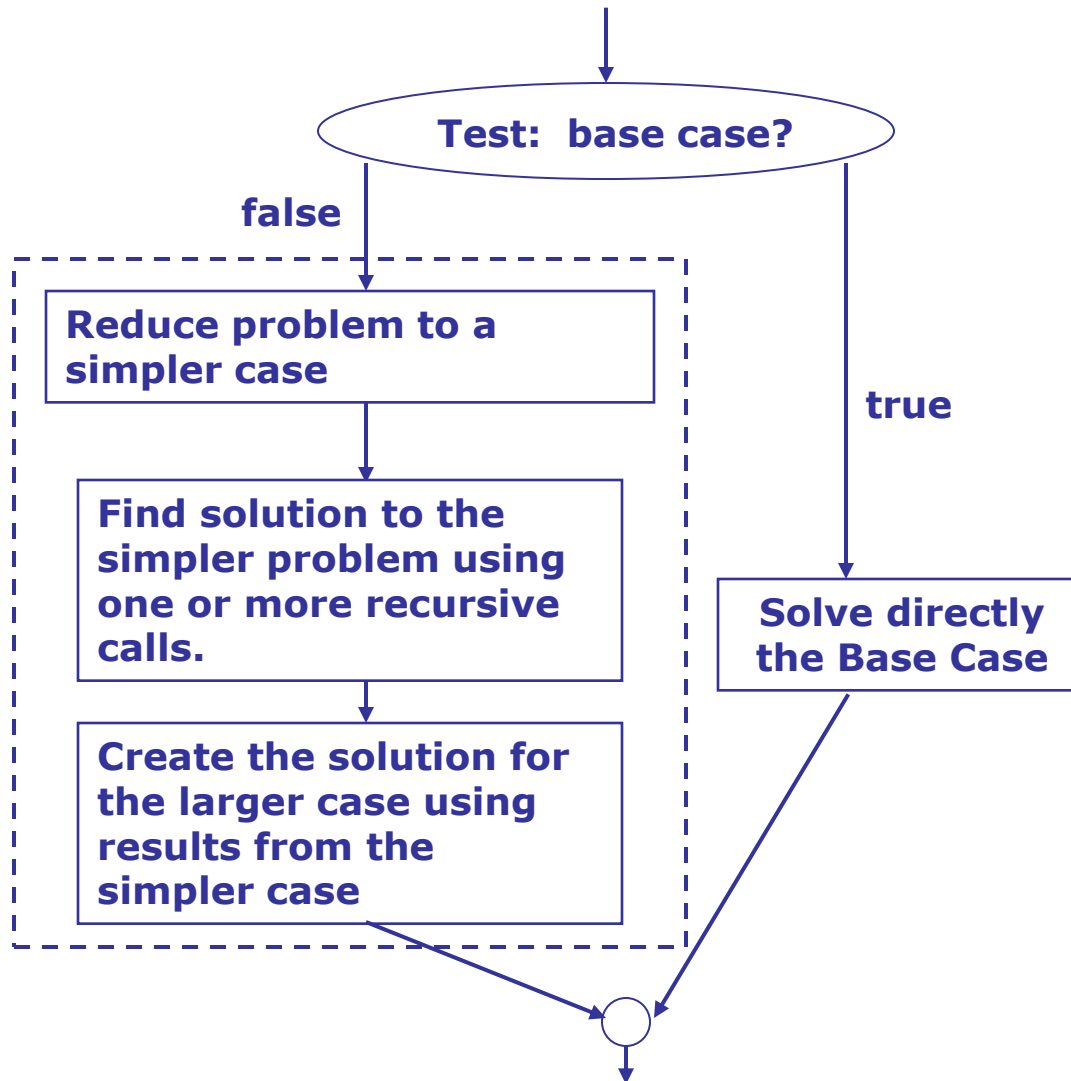 Test: base case?
false
Reduce problem to a
simpler case
true
Find solution to the
simpler problem using
one or more recursive
calls.
Solve directly
the Base Case
Create the solution for
the larger case using
results from the
simpler case